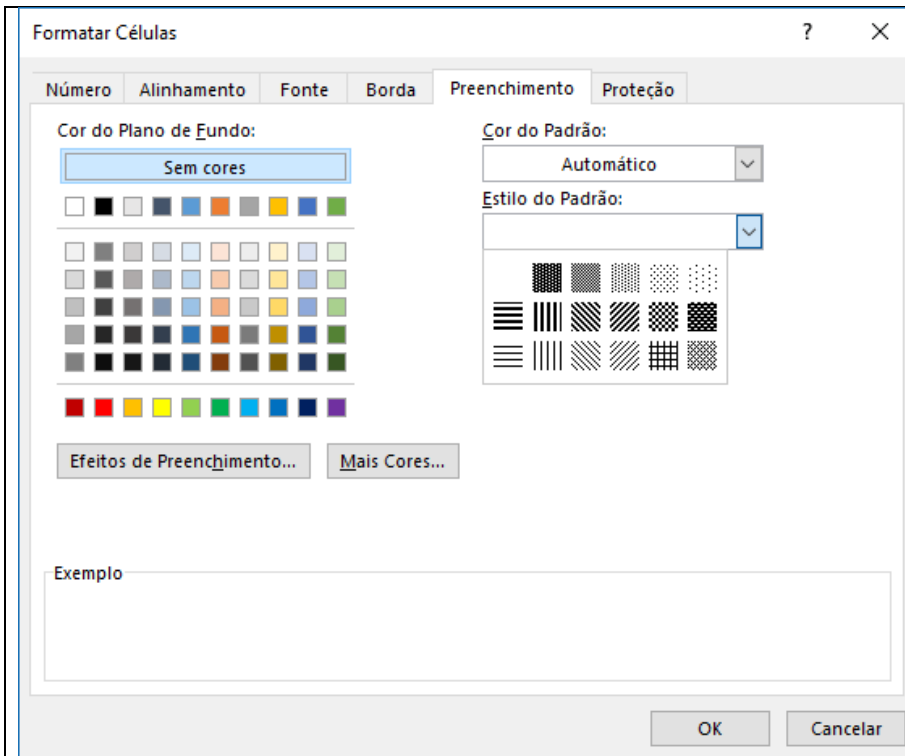 Formatar Células ?
Número Alinhamento Fonte Borda Preenchimento Proteção
Cor do Plano de Fundo:
Sem cores
Cor do Padrão:
Automático
Estilo do Padrão:
Efeitos de Preenchimento...
Mais Cores...
Exemplo
OK
Cancelar